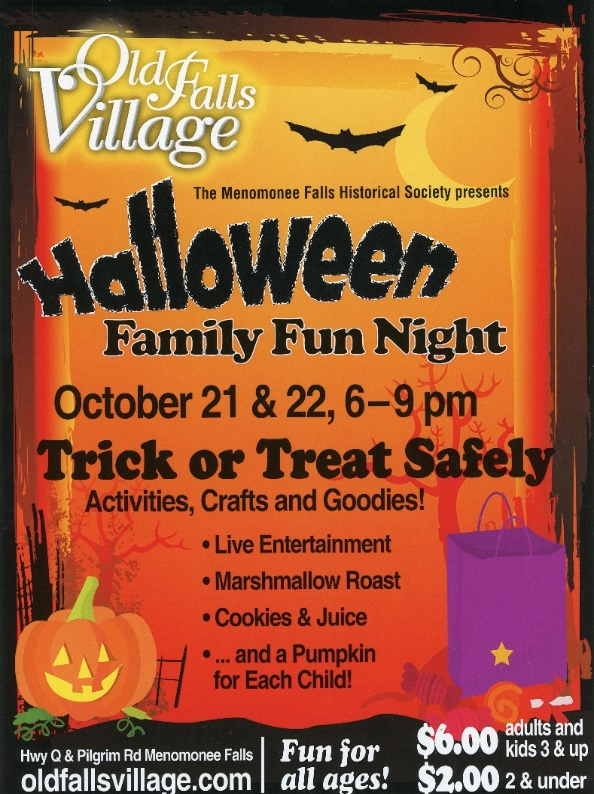 Old Falls
Village
The Menomonee Falls Historical Society presents
Halloween
Family Fun Night
October 21 & 22, 6–9 pm
Trick or Treat Safely
Activities, Crafts and Goodies!
• Live Entertainment
• Marshmallow Roast
• Cookies & Juice
• ... and a Pumpkin
for Each Child!
Hwy Q & Pilgrim Rd Menomonee Falls
oldfallsvillage.com
Fun for
all ages!
$6.00 adults and
kids 3 & up
$2.00 2 & under